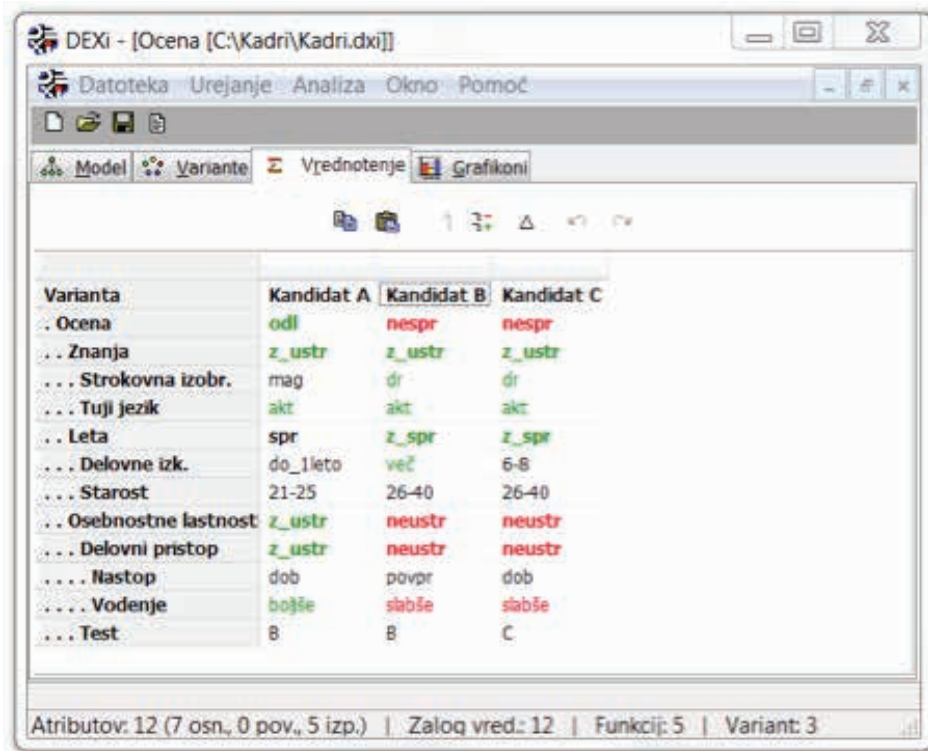 DEXi - [Ocena [C:\Kadri\Kadri.dxi]]
Datoteka Urejanje Analiza Okno Pomoč
Model Variante Σ Vrednotenje Grafikoni
Varianta Kandidat A Kandidat B Kandidat C
. Ocena odl nespr nespr
. . Znanja z_ustr z_ustr z_ustr
. . . Strokovna izobr. mag dr dr
. . . Tuji jezik akt akt akt
. . Leta spr z_spr z_spr
. . . Delovne izk. do_1leto več 6-8
. . . Starost 21-25 26-40 26-40
. . Osebnostne lastnost z_ustr neustr neustr
. . . Delovni pristop z_ustr neustr neustr
. . . . Nastop dob povpr dob
. . . . Vodenje boljše slabše slabše
. . . Test B B C
Atributov: 12 (7 osn., 0 pov., 5 izp.) | Zalog vred.: 12 | Funkcij: 5 | Variant: 3